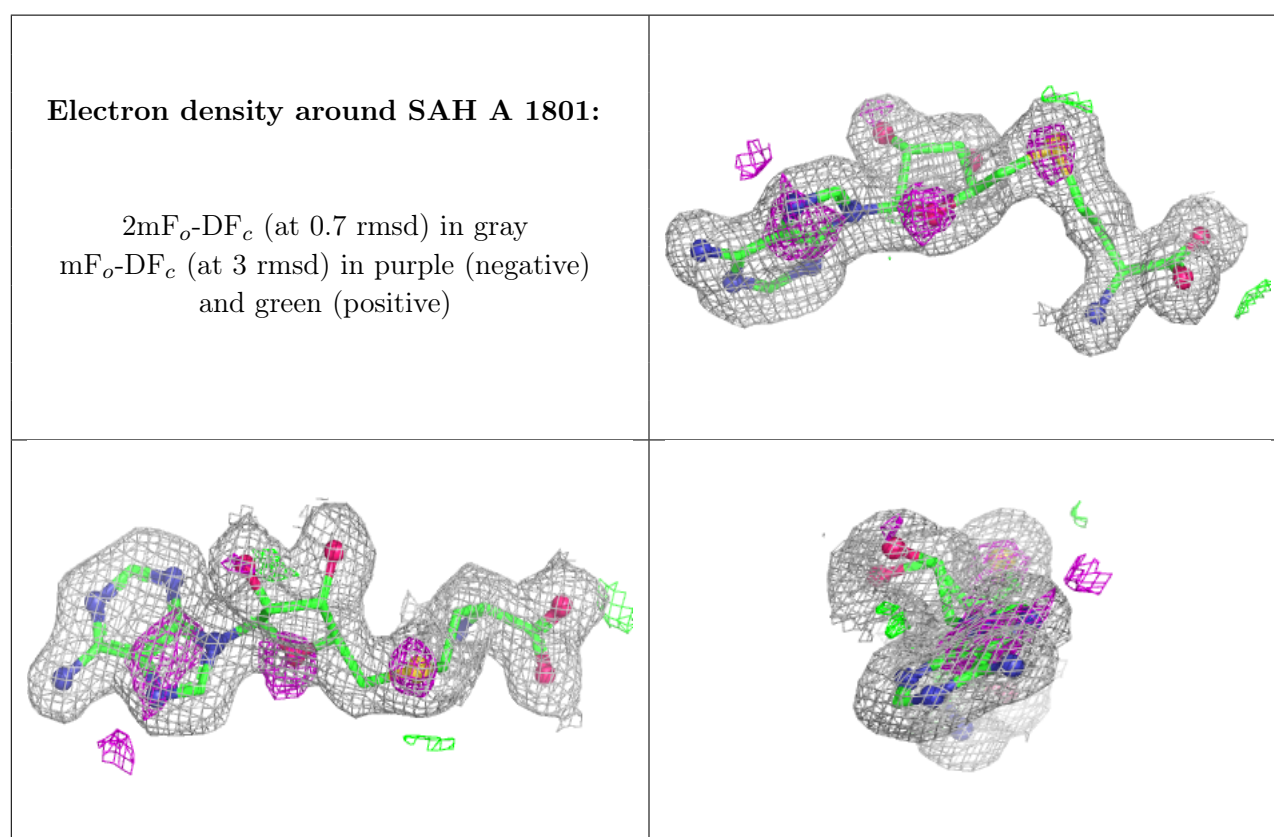 Electron density around SAH A 1801:
2mFo-DFc (at 0.7 rmsd) in gray
mFo-DFc (at 3 rmsd) in purple (negative)
and green (positive)